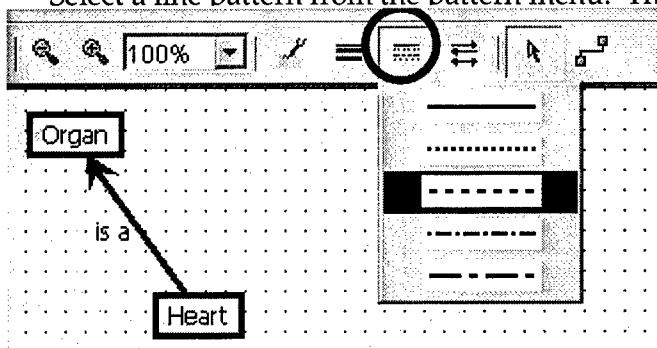 Select a line pattern from the pattern menu. Th
100%
Organ
is a
Heart